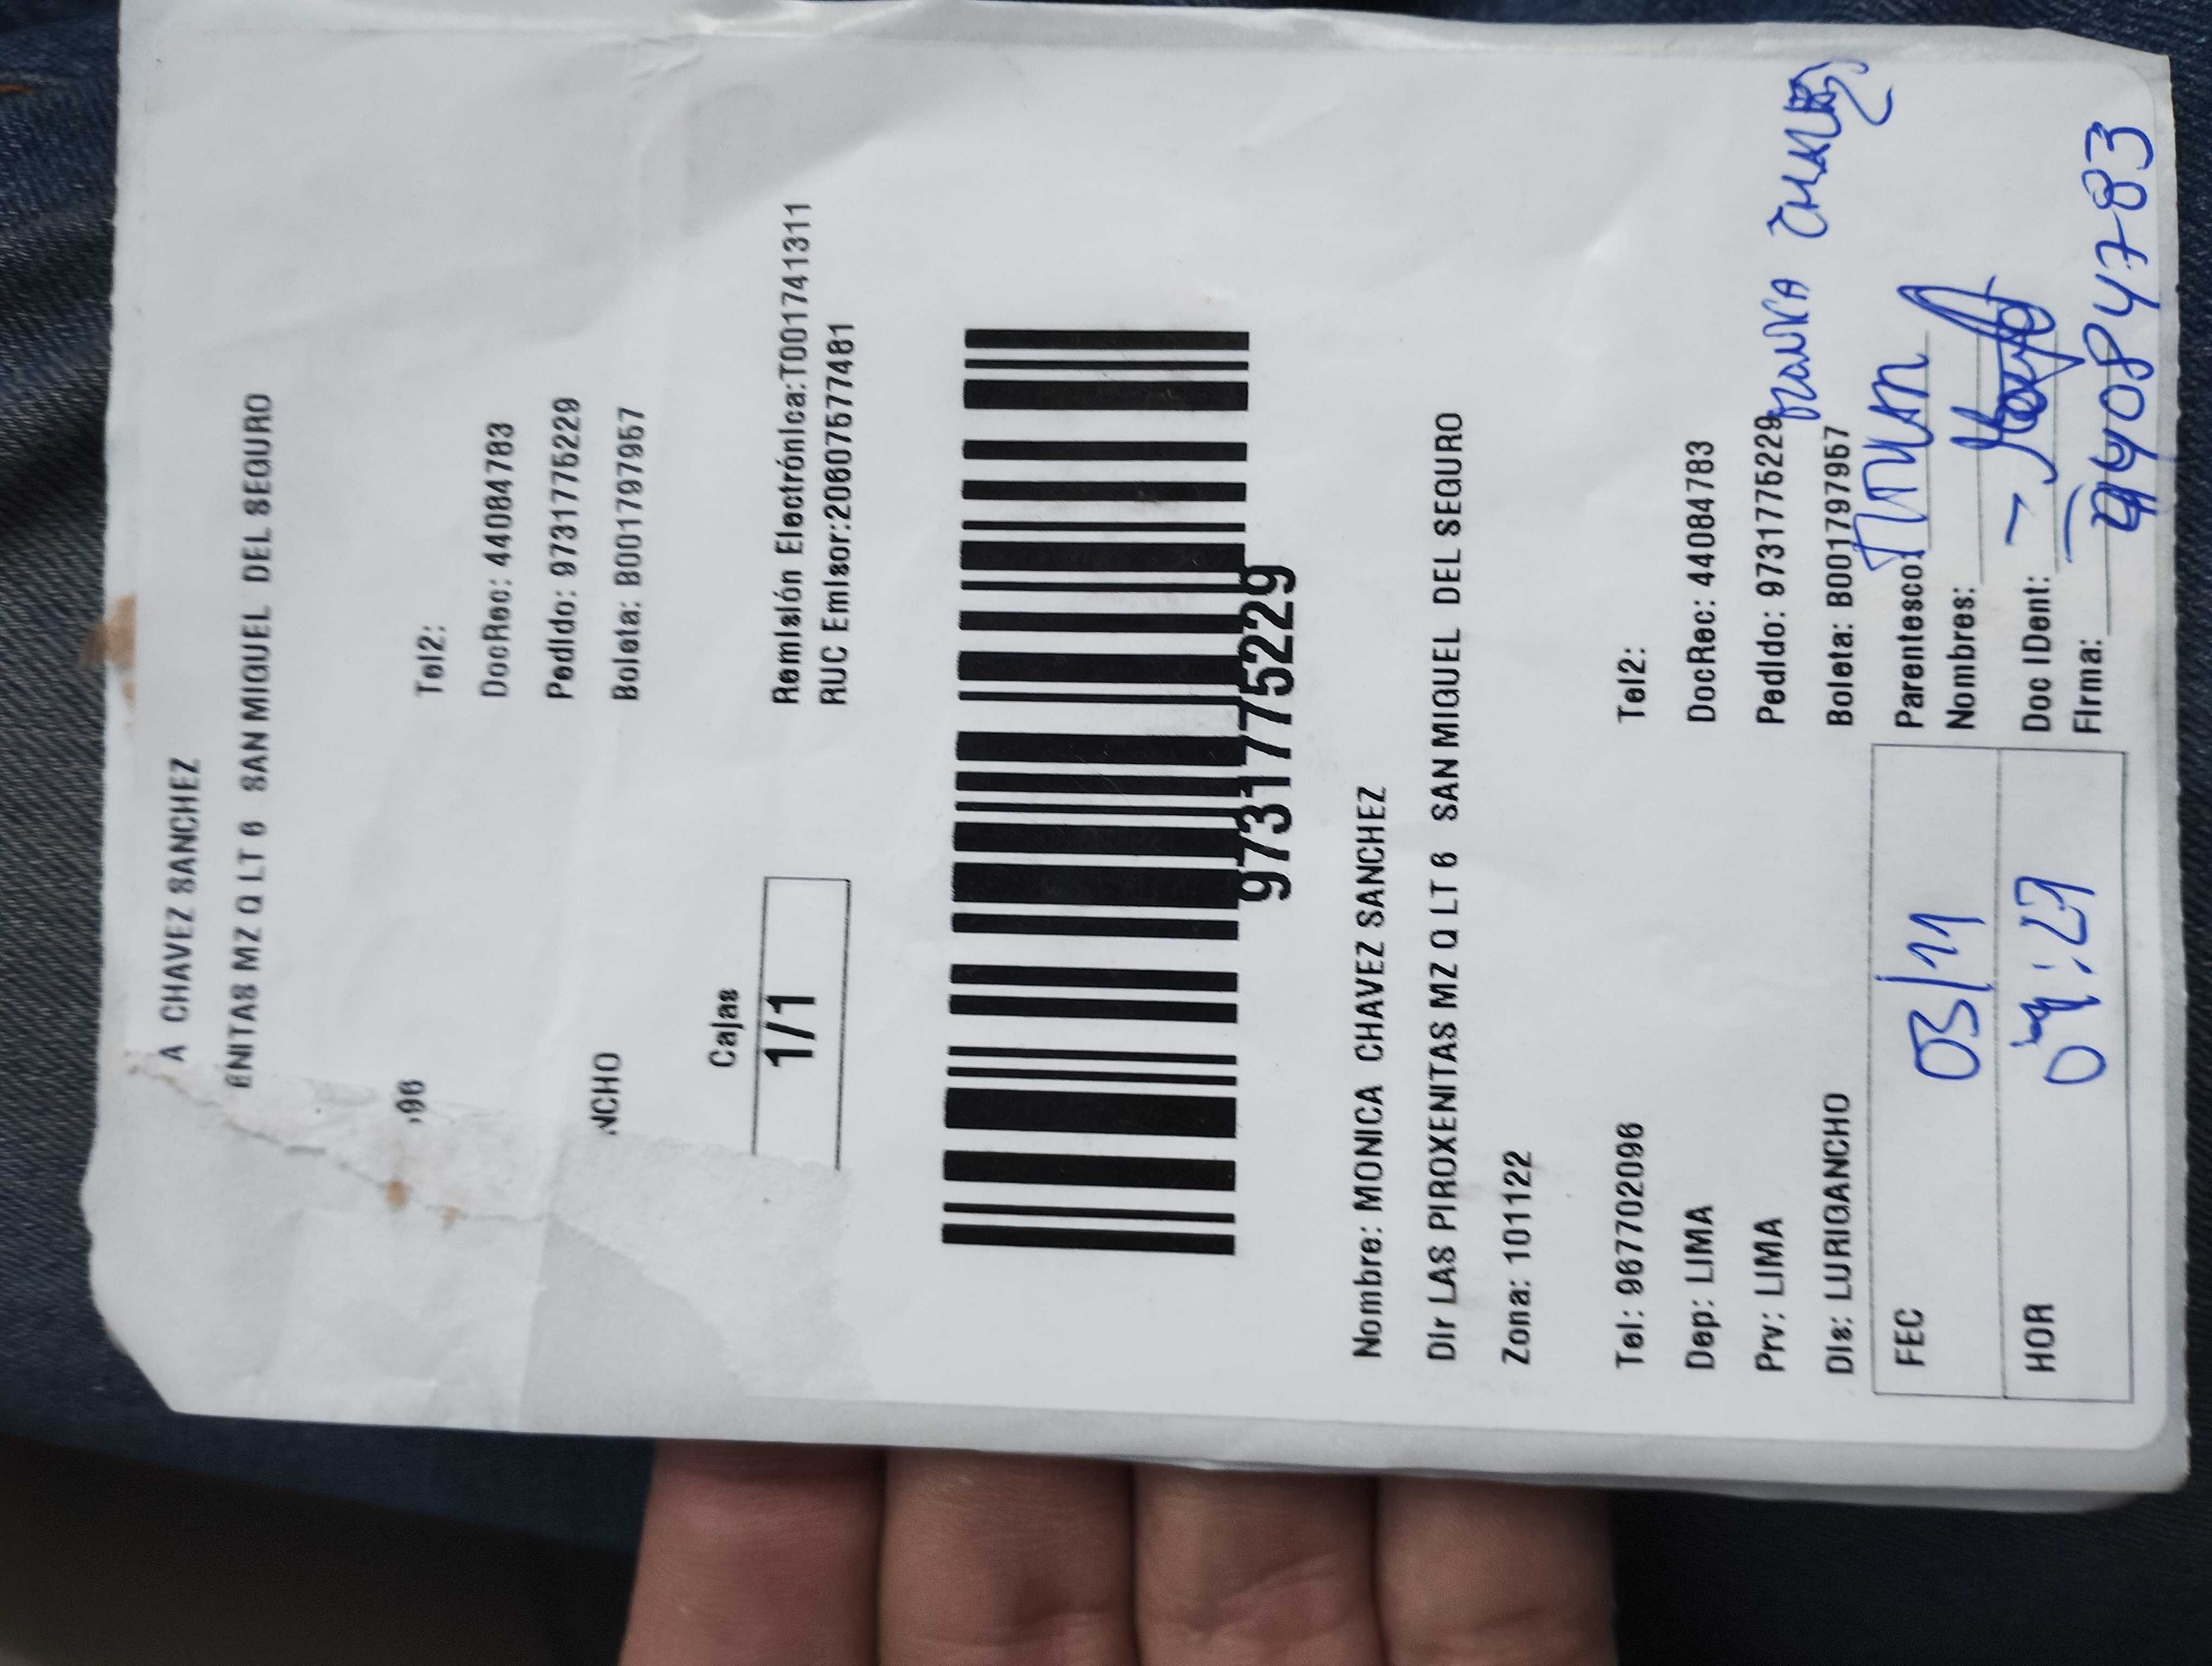 A CHAVEZ SANCHEZ
ENITAS MZ Q LT 6 SAN MIGUEL DEL SEGURO
96 Tel2:
DocRec: 44084783
Pedido: 9731775229
NCHO Boleta: B001797957
Cajas
1/1
Remisión Electrónica:T001741311
RUC Emisor:20607577481
9731775229
Nombre: MONICA CHAVEZ SANCHEZ
Dir LAS PIROXENITAS MZ Q LT 6 SAN MIGUEL DEL SEGURO
Zona: 101122
Tel: 967702096 Tel2:
Dep: LIMA DocRec: 44084783
Prv: LIMA Pedido: 9731775229
Dis: LURIGANCHO Boleta: B001797957
FEC 03/11 Parentesco:
Nombres:
HOR Doc IDent:
Firma: 44084783